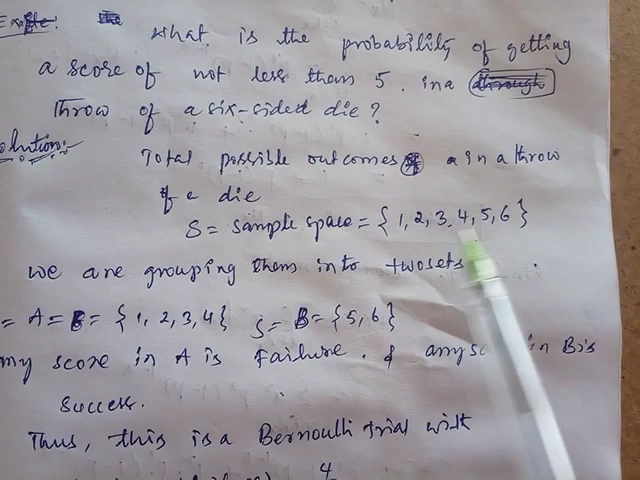 Example:
what is the probability of getting
a score of not less than 5 in a
throw of a six-sided die?
Solution:
Total possible outcomes in a throw
of a die
S = sample space = {1, 2, 3, 4, 5, 6}
we are grouping them into two sets
= A = = {1, 2, 3, 4} S = B = {5, 6}
my score in A is Failure. & any in B is
success.
Thus, this is a Bernoulli trial with
4